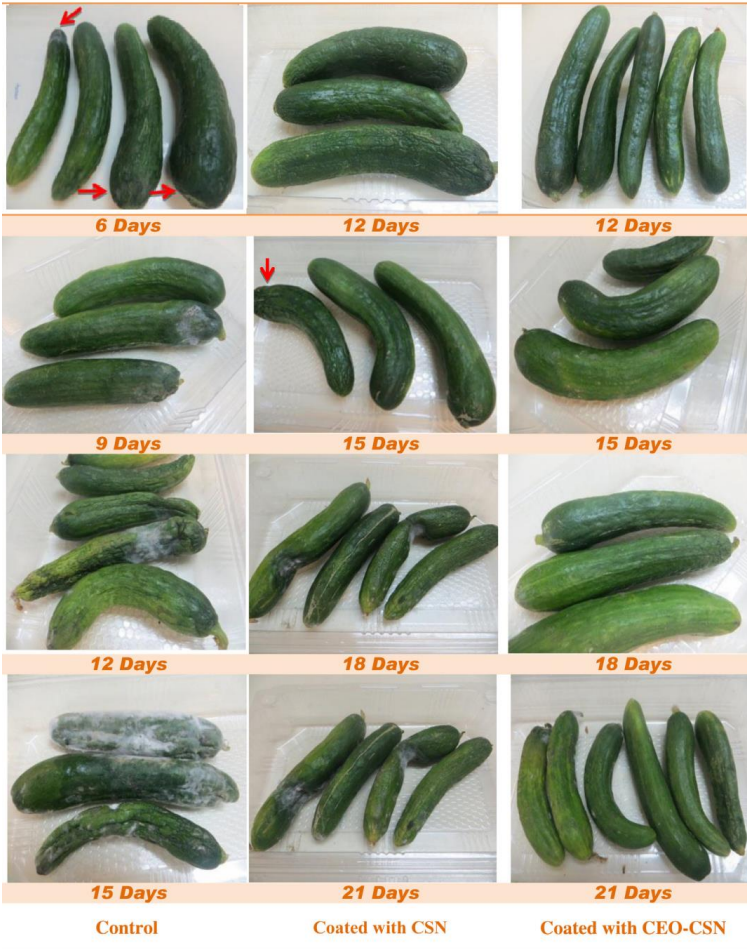 6 Days 12 Days 12 Days
9 Days 15 Days 15 Days
12 Days 18 Days 18 Days
15 Days 21 Days 21 Days
Control Coated with CSN Coated with CEO-CSN